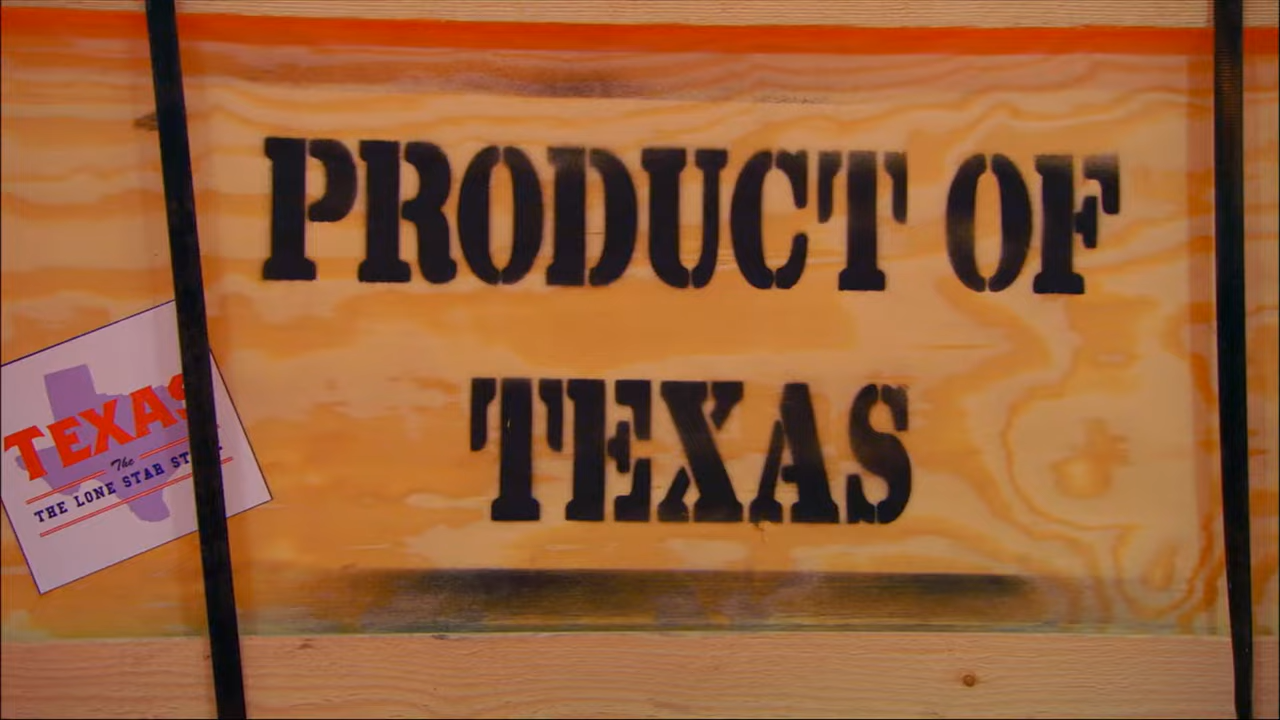 PRODUCT OF
TEXAS
TEXAS
The
THE LONE STAR